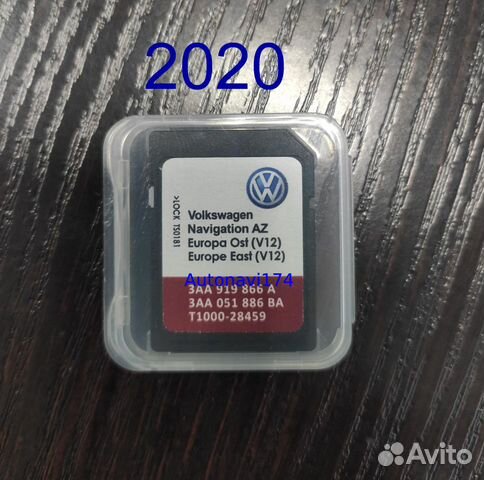 2020
>LOCK TS0181
Volkswagen
Navigation AZ
Europa Ost (V12)
Europe East (V12)
Autonavi174
3AA 919 866 A
3AA 051 886 BA
T1000-28459
Avito